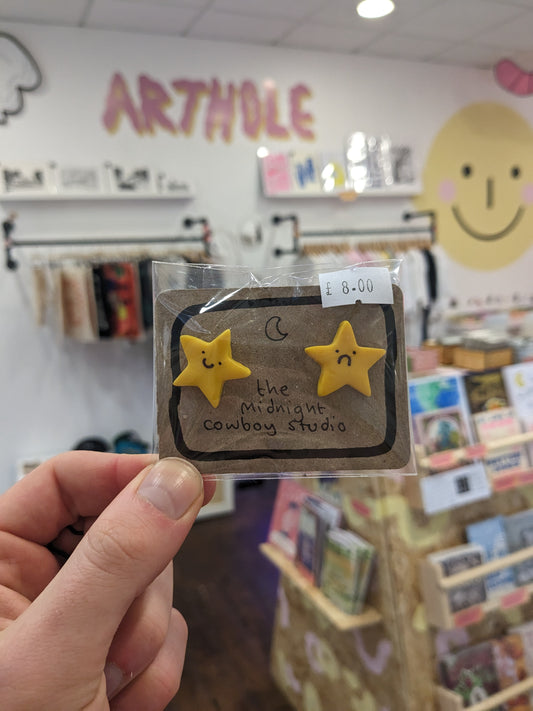 ARTHOLE
£ 8.00
the
Midnight
cowboy studio